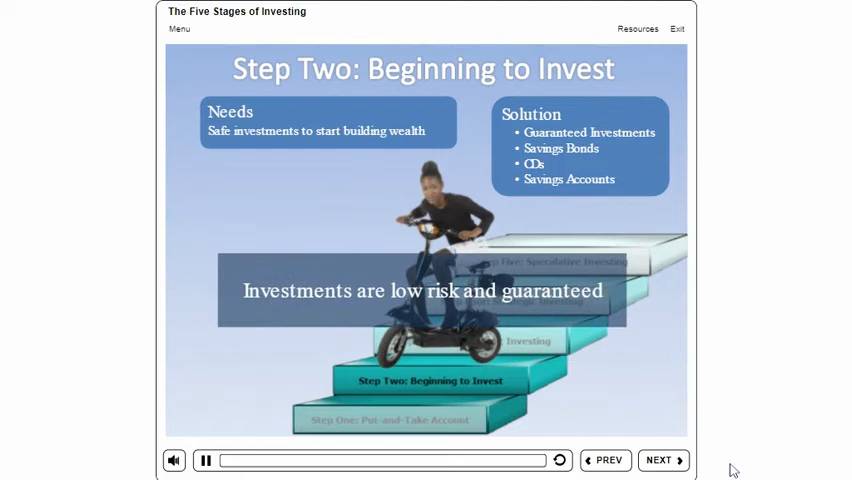 The Five Stages of Investing
Menu
Resources
Exit
Step Two: Beginning to Invest
Needs
Safe investments to start building wealth
Solution
• Guaranteed Investments
• Savings Bonds
• CDs
• Savings Accounts
Five: Speculative Investing
Investments are low risk and guaranteed
Investing
Investing
Step Two: Beginning to Invest
Step One: Put-and-Take Account
PREV
NEXT